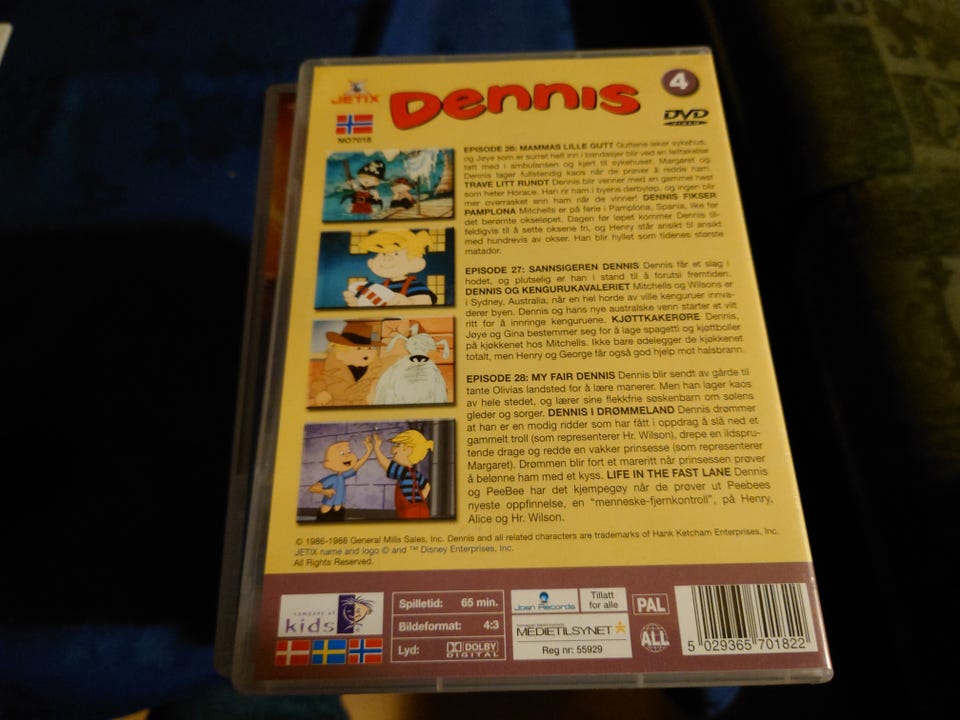 JETIX
Dennis
4
DVD
VIDEO
NO7018
EPISODE 26: MAMMAS LILLE GUTT Guttene leker sykehus,
og Jøye som er surret helt inn i bandasjer blir ved en feiltakelse
tatt med i ambulansen og kjørt til sykehuset. Margaret og
Dennis lager fullstendig kaos når de prøver å redde ham.
TRAVE LITT RUNDT Dennis blir venner med en gammel hest
som heter Horace. Han rir ham i byens derbyløp, og ingen blir
mer overrasket enn ham når de vinner! DENNIS FIKSER
PAMPLONA Mitchells er på ferie i Pamplona, Spania, like før
det berømte okseløpet. Dagen før løpet kommer Dennis til-
feldigvis til å sette oksene fri, og Henry står ansikt til ansikt
med hundrevis av okser. Han blir hyllet som tidenes største
matador.
EPISODE 27: SANNSIGEREN DENNIS Dennis får et slag i
hodet, og plutselig er han i stand til å forutsi fremtiden.
DENNIS OG KENGURUKAVALERIET Mitchells og Wilsons er
i Sydney, Australia, når en hel horde av ville kenguruer innva-
derer byen. Dennis og hans nye australske venn starter et vilt
ritt for å innringe kenguruene. KJØTTKAKERØRE Dennis,
Jøye og Gina bestemmer seg for å lage spagetti og kjøttboller
på kjøkkenet hos Mitchells. Ikke bare ødelegger de kjøkkenet
totalt, men Henry og George får også god hjelp mot halsbrann.
EPISODE 28: MY FAIR DENNIS Dennis blir sendt av gårde til
tante Olivias landsted for å lære manerer. Men han lager kaos
av hele stedet, og lærer sine flekkfrie søskenbarn om sølens
gleder og sorger. DENNIS I DRØMMELAND Dennis drømmer
at han er en modig ridder som har fått i oppdrag å slå ned et
gammelt troll (som representerer Hr. Wilson), drepe en ildspru-
tende drage og redde en vakker prinsesse (som representerer
Margaret). Drømmen blir fort et mareritt når prinsessen prøver
å belønne ham med et kyss. LIFE IN THE FAST LANE Dennis
og PeeBee har det kjempegøy når de prøver ut Peebees
nyeste oppfinnelse, en "menneske-fjernkontroll", på Henry,
Alice og Hr. Wilson.
© 1986-1988 General Mills Sales, Inc. Dennis and all related characters are trademarks of Hank Ketcham Enterprises, Inc.
JETIX name and logo © and ™ Disney Enterprises, Inc.
All Rights Reserved.
company of
kids
Spilletid: 65 min.
Bildeformat: 4:3
Lyd: DOLBY
DIGITAL
Joan Records
Tillatt
for alle
MEDIETILSYNET
Reg nr: 55929
PAL
ALL
5 029365 701822